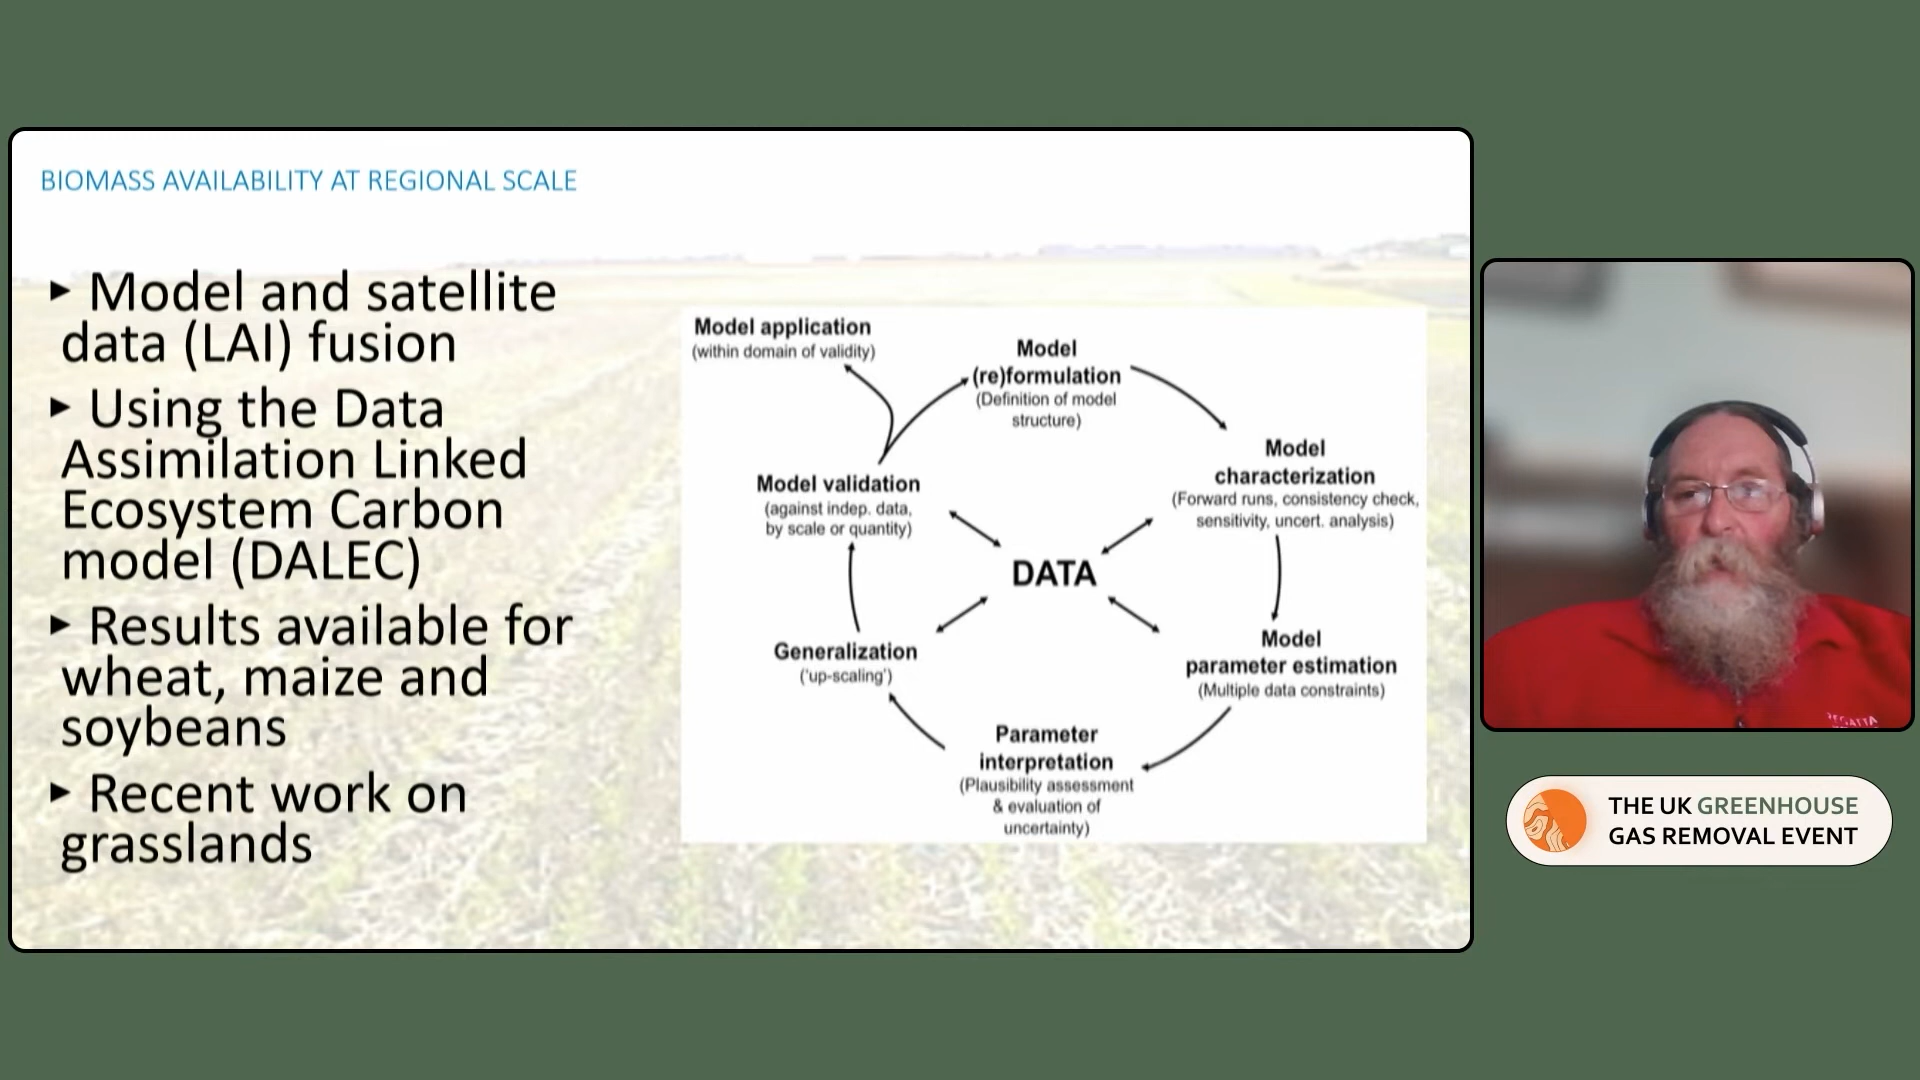 BIOMASS AVAILABILITY AT REGIONAL SCALE
▸ Model and satellite
data (LAI) fusion
▸ Using the Data
Assimilation Linked
Ecosystem Carbon
model (DALEC)
▸ Results available for
wheat, maize and
soybeans
▸ Recent work on
grasslands
Model application
(within domain of validity)
Model
(re)formulation
(Definition of model
structure)
Model
characterization
(Forward runs, consistency check,
sensitivity, uncert. analysis)
Model validation
(against indep. data,
by scale or quantity)
DATA
Generalization
('up-scaling')
Model
parameter estimation
(Multiple data constraints)
Parameter
interpretation
(Plausibility assessment
& evaluation of
uncertainty)
REGATTA
THE UK GREENHOUSE
GAS REMOVAL EVENT